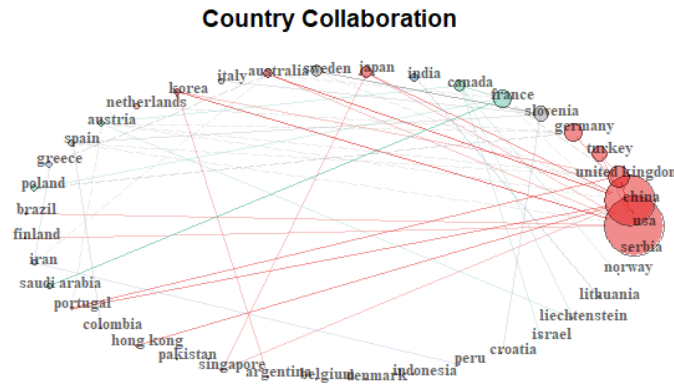 Country Collaboration
italy
australia
sweden
japan
india
canada
france
slovenia
germany
turkey
united kingdom
china
usa
serbia
norway
lithuania
liechtenstein
israel
croatia
peru
indonesia
denmark
belgium
argentina
singapore
pakistan
hong kong
colombia
portugal
saudi arabia
iran
finland
brazil
poland
greece
spain
austria
netherlands
korea